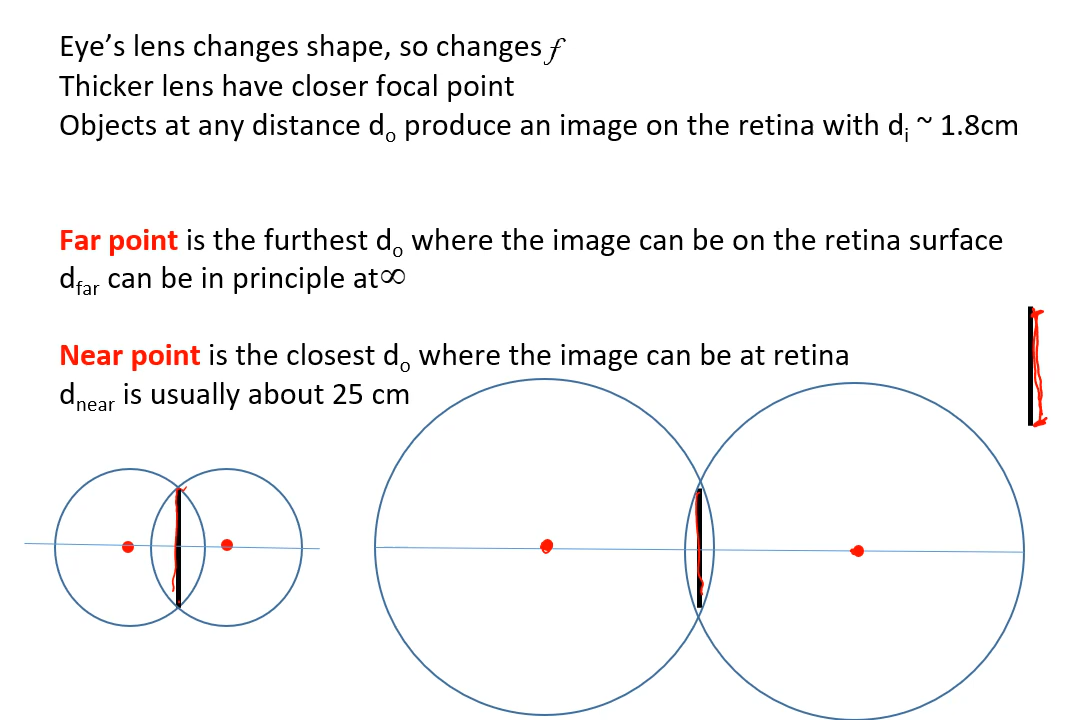 Eye’s lens changes shape, so changes f
Thicker lens have closer focal point
Objects at any distance dₒ produce an image on the retina with dᵢ ~ 1.8cm
Far point is the furthest dₒ where the image can be on the retina surface
d_far can be in principle at∞
Near point is the closest dₒ where the image can be at retina
d_near is usually about 25 cm